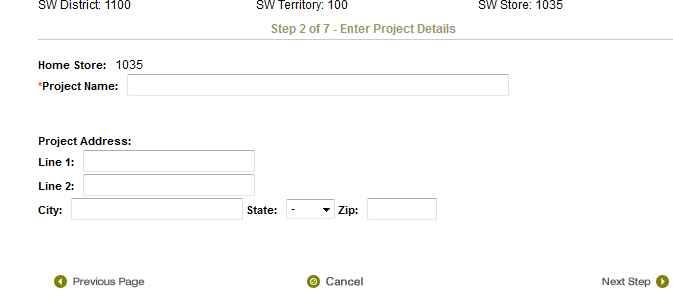 SW District: 1100 SW Territory: 100 SW Store: 1035
Step 2 of 7 - Enter Project Details
Home Store: 1035
*Project Name:
Project Address:
Line 1:
Line 2:
City: State: - Zip:
Previous Page Cancel Next Step